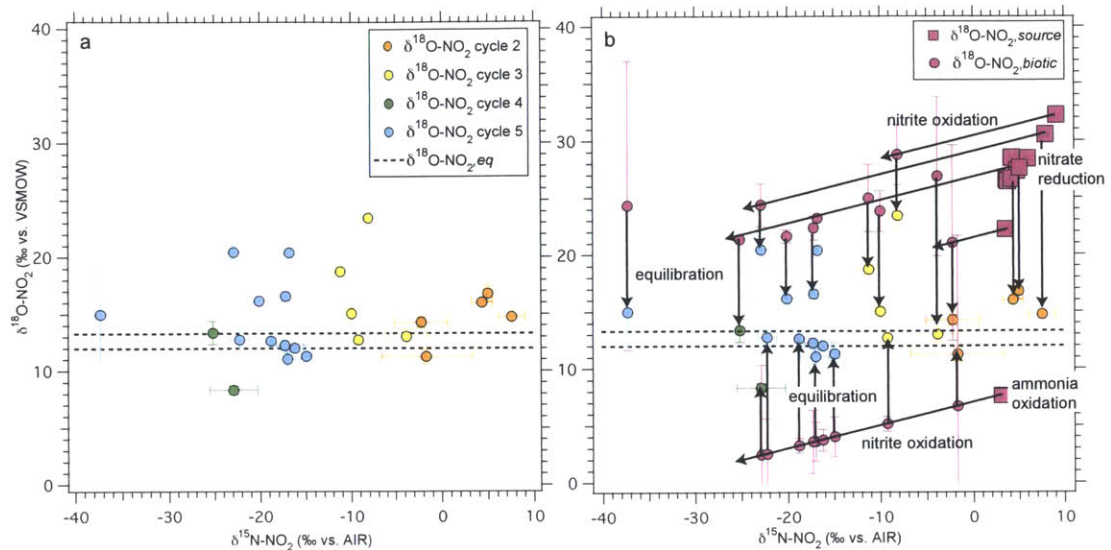 a
δ18O-NO2 cycle 2
δ18O-NO2 cycle 3
δ18O-NO2 cycle 4
δ18O-NO2 cycle 5
δ18O-NO2,eq
40
30
20
10
0
δ18O-NO2 (‰ vs. VSMOW)
-40
-30
-20
-10
0
10
δ15N-NO2 (‰ vs. AIR)
b
δ18O-NO2,source
δ18O-NO2,biotic
nitrite oxidation
nitrate
reduction
equilibration
equilibration
ammonia
oxidation
nitrite oxidation
40
30
20
10
0
-40
-30
-20
-10
0
10
δ15N-NO2 (‰ vs. AIR)